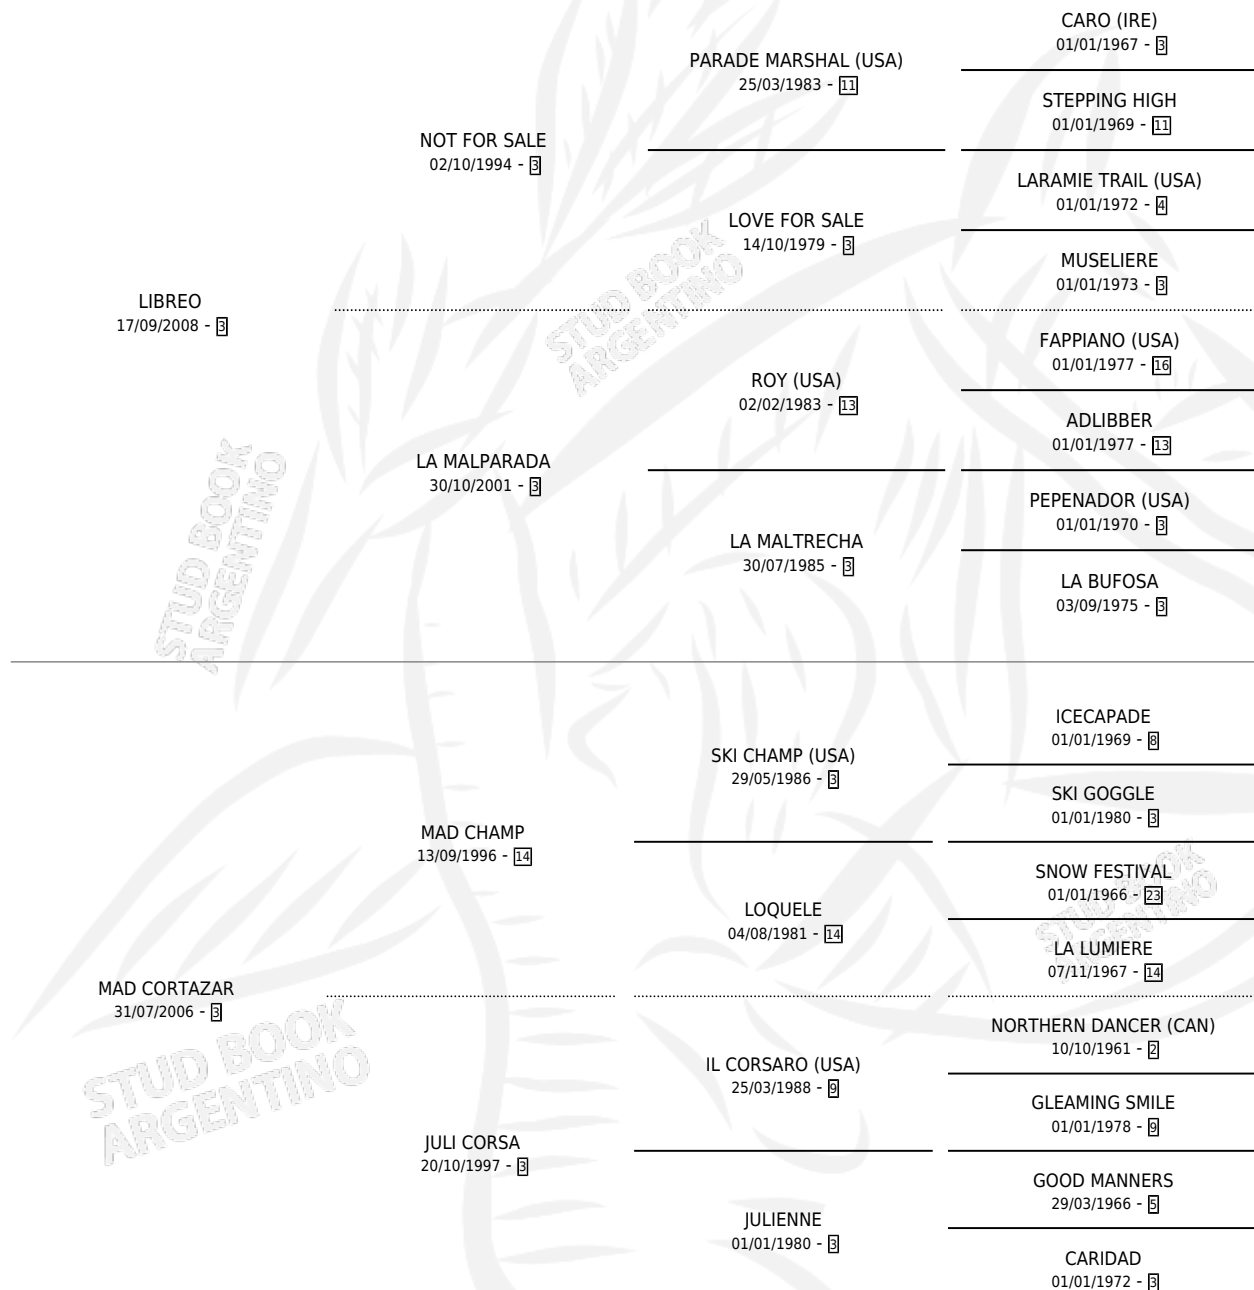 CARO (IRE)
01/01/1967 - 3
PARADE MARSHAL (USA)
25/03/1983 - 11
STEPPING HIGH
01/01/1969 - 11
NOT FOR SALE
02/10/1994 - 3
LARAMIE TRAIL (USA)
01/01/1972 - 4
LOVE FOR SALE
14/10/1979 - 3
MUSELIERE
01/01/1973 - 3
LIBREO
17/09/2008 - 3
FAPPIANO (USA)
01/01/1977 - 16
ROY (USA)
02/02/1983 - 13
ADLIBBER
01/01/1977 - 13
LA MALPARADA
30/10/2001 - 3
PEPENADOR (USA)
01/01/1970 - 3
LA MALTRECHA
30/07/1985 - 3
LA BUFOSA
03/09/1975 - 3
ICECAPADE
01/01/1969 - 8
SKI CHAMP (USA)
29/05/1986 - 3
SKI GOGGLE
01/01/1980 - 3
MAD CHAMP
13/09/1996 - 14
SNOW FESTIVAL
01/01/1966 - 23
LOQUELE
04/08/1981 - 14
LA LUMIERE
07/11/1967 - 14
MAD CORTAZAR
31/07/2006 - 3
NORTHERN DANCER (CAN)
10/10/1961 - 2
IL CORSARO (USA)
25/03/1988 - 9
GLEAMING SMILE
01/01/1978 - 9
JULI CORSA
20/10/1997 - 3
GOOD MANNERS
29/03/1966 - 5
JULIENNE
01/01/1980 - 3
CARIDAD
01/01/1972 - 3
STUD BOOK
ARGENTINO
STUD BOOK
ARGENTINO
STUD BOOK
ARGENTINO
STUD BOOK
ARGENTINO